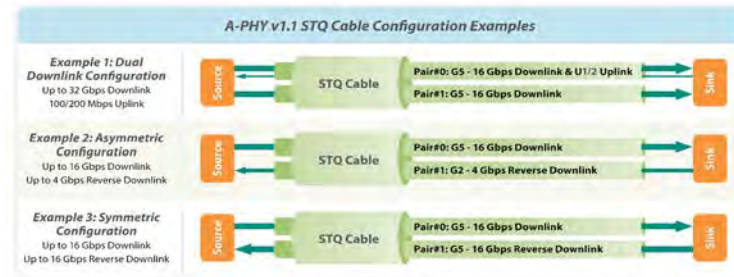 A-PHY v1.1 STQ Cable Configuration Examples
Example 1: Dual
Downlink Configuration
Up to 32 Gbps Downlink
100/200 Mbps Uplink
Source
STQ Cable
Pair#0: G5 - 16 Gbps Downlink & U1/2 Uplink
Pair#1: G5 - 16 Gbps Downlink
Sink
Example 2: Asymmetric
Configuration
Up to 16 Gbps Downlink
Up to 4 Gbps Reverse Downlink
Source
STQ Cable
Pair#0: G5 - 16 Gbps Downlink
Pair#1: G2 - 4 Gbps Reverse Downlink
Sink
Example 3: Symmetric
Configuration
Up to 16 Gbps Downlink
Up to 16 Gbps Reverse Downlink
Source
STQ Cable
Pair#0: G5 - 16 Gbps Downlink
Pair#1: G5 - 16 Gbps Reverse Downlink
Sink